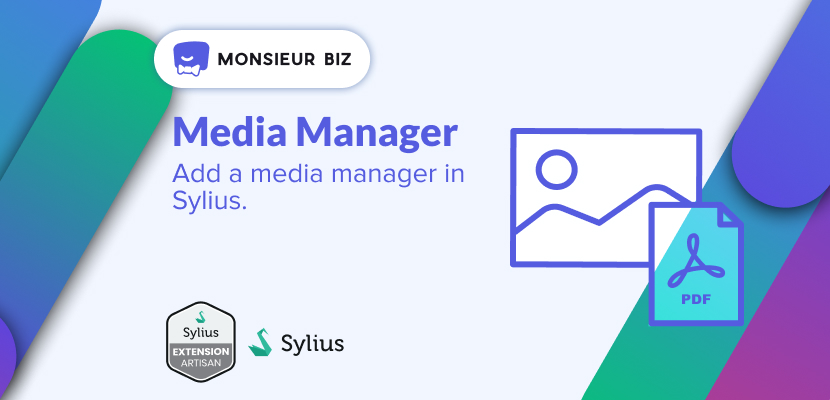 MONSIEUR BIZ
Media Manager
Add a media manager in
Sylius.
PDF
Sylius
EXTENSION
ARTISAN
Sylius